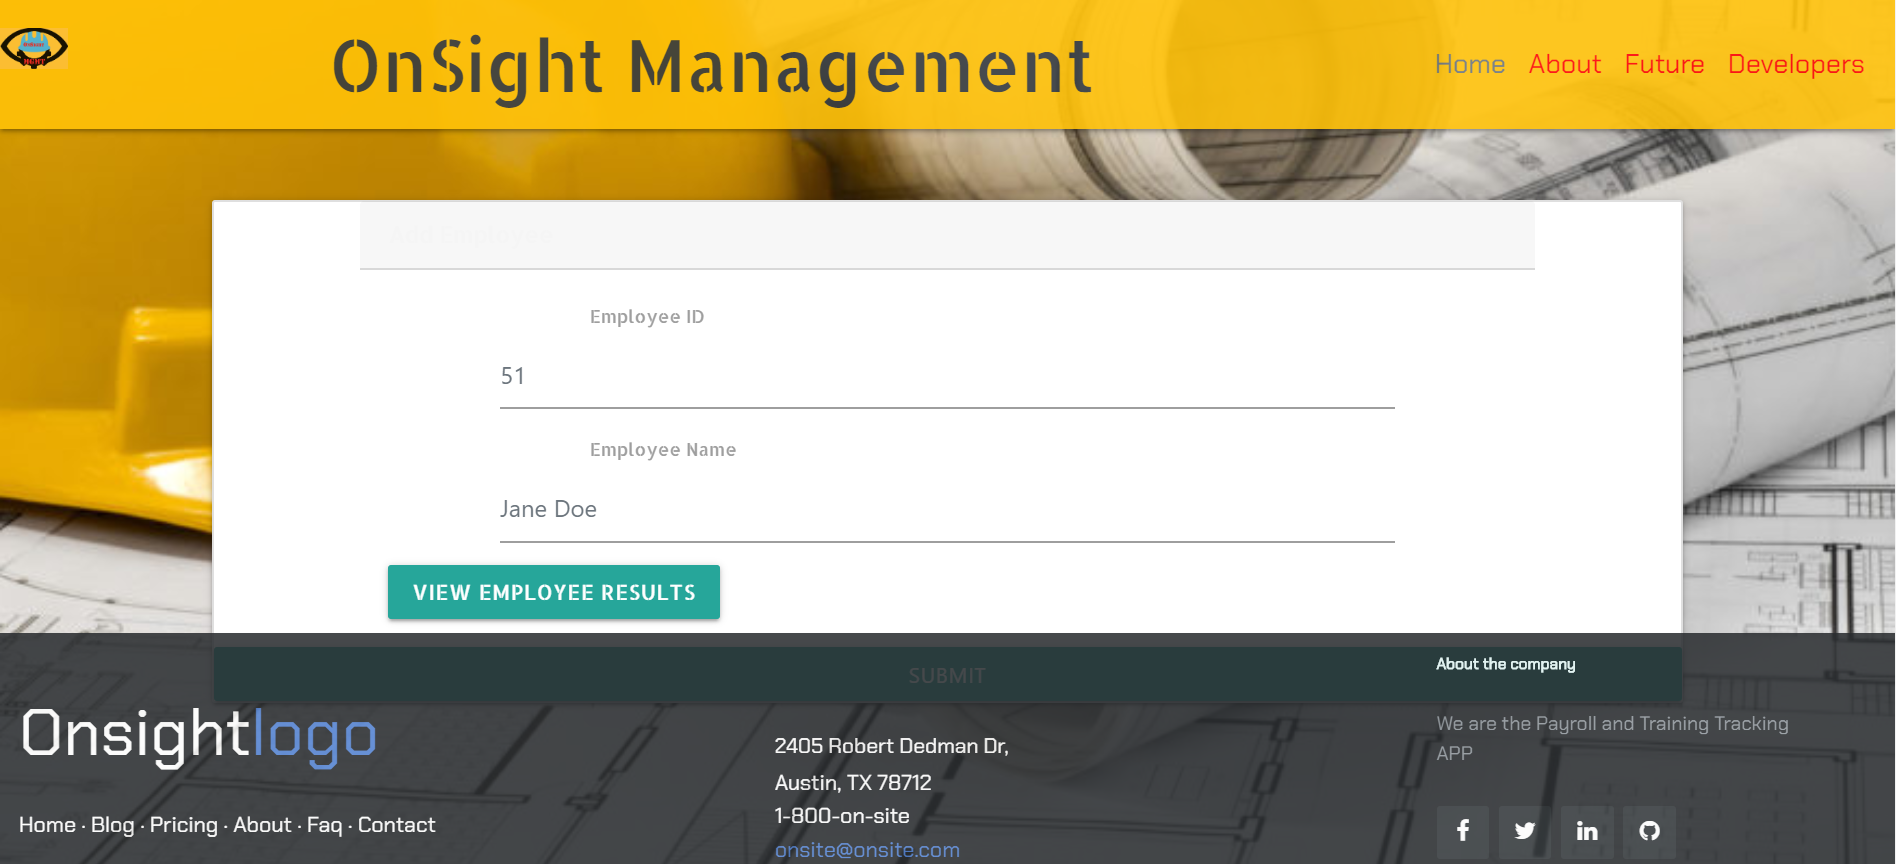 OnSight Management
Home About Future Developers
Add Employee
Employee ID
51
Employee Name
Jane Doe
VIEW EMPLOYEE RESULTS
SUBMIT
About the company
Onsightlogo
We are the Payroll and Training Tracking
APP
2405 Robert Dedman Dr,
Austin, TX 78712
1-800-on-site
onsite@onsite.com
Home · Blog · Pricing · About · Faq · Contact